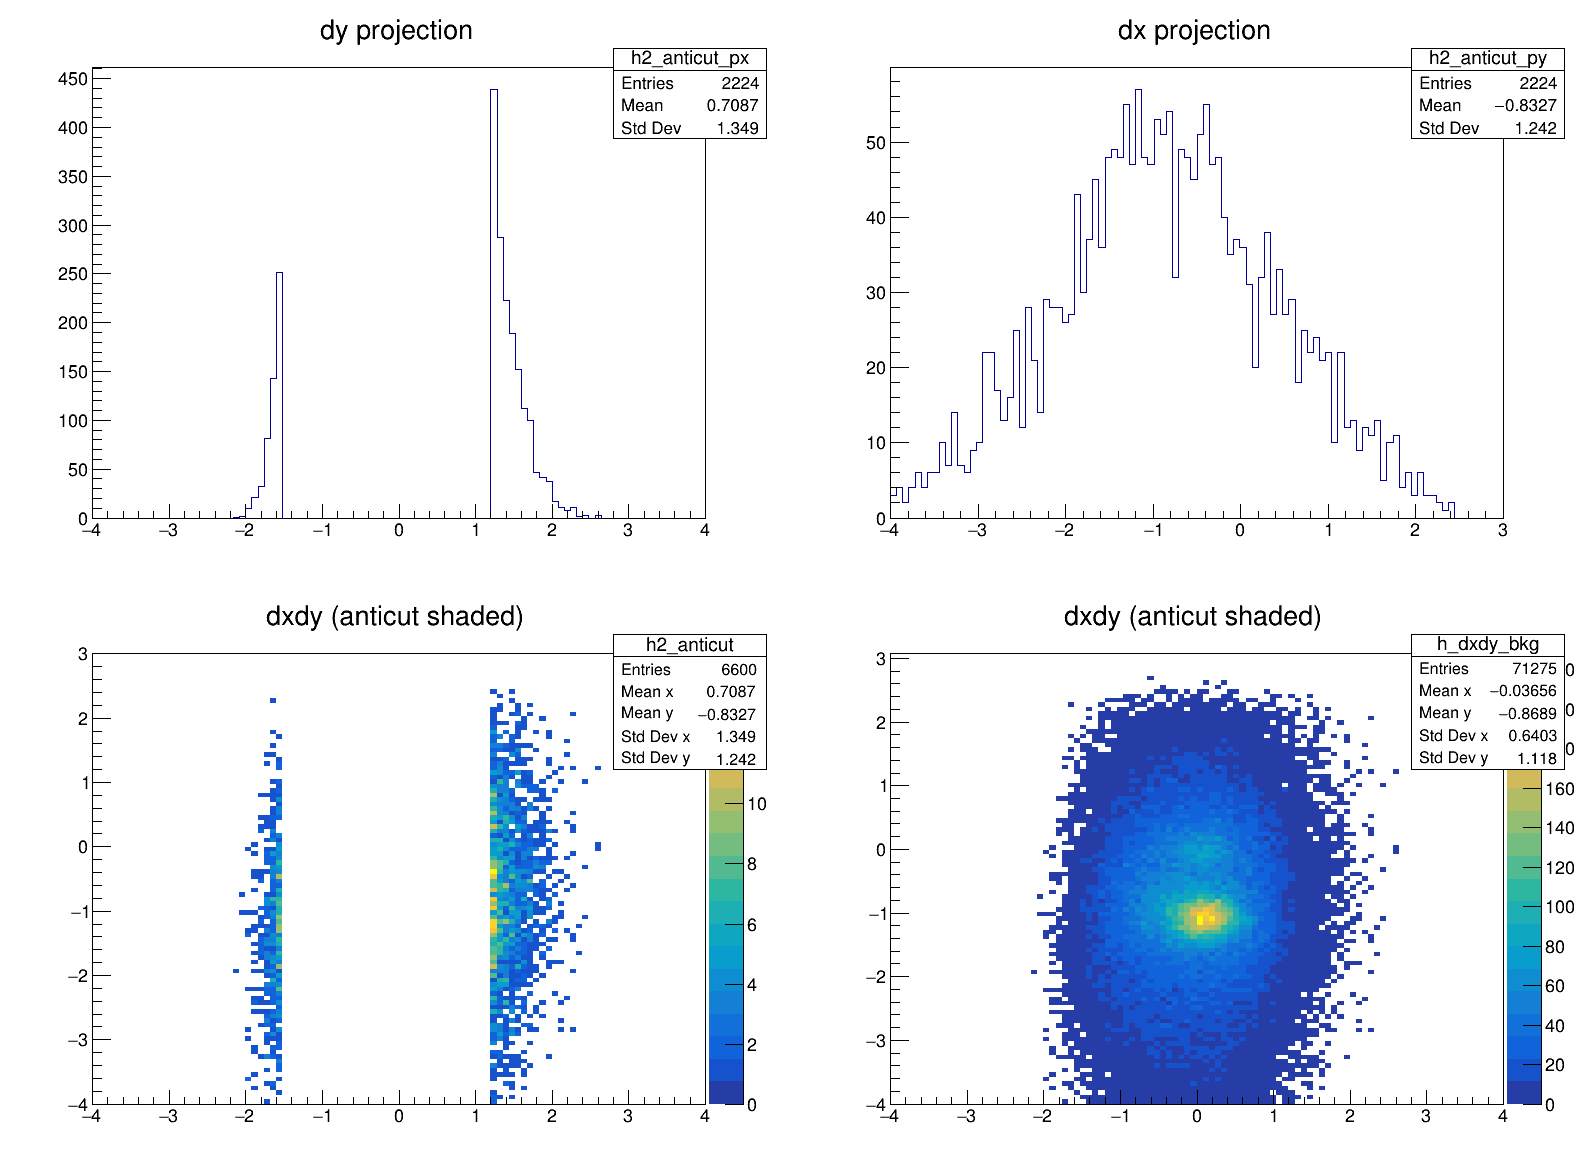 dy projection
h2_anticut_px
Entries 2224
Mean 0.7087
Std Dev 1.349
450
400
350
300
250
200
150
100
50
0
−4 −3 −2 −1 0 1 2 3 4
dx projection
h2_anticut_py
Entries 2224
Mean −0.8327
Std Dev 1.242
50
40
30
20
10
0
−4 −3 −2 −1 0 1 2 3
dxdy (anticut shaded)
h2_anticut
Entries 6600
Mean x 0.7087
Mean y −0.8327
Std Dev x 1.349
Std Dev y 1.242
3
2
1
0
−1
−2
−3
−4
−4 −3 −2 −1 0 1 2 3 4
10
8
6
4
2
0
dxdy (anticut shaded)
h_dxdy_bkg
Entries 71275
Mean x −0.03656
Mean y −0.8689
Std Dev x 0.6403
Std Dev y 1.118
3
2
1
0
−1
−2
−3
−4
−4 −3 −2 −1 0 1 2 3 4
0
0
0
160
140
120
100
80
60
40
20
0